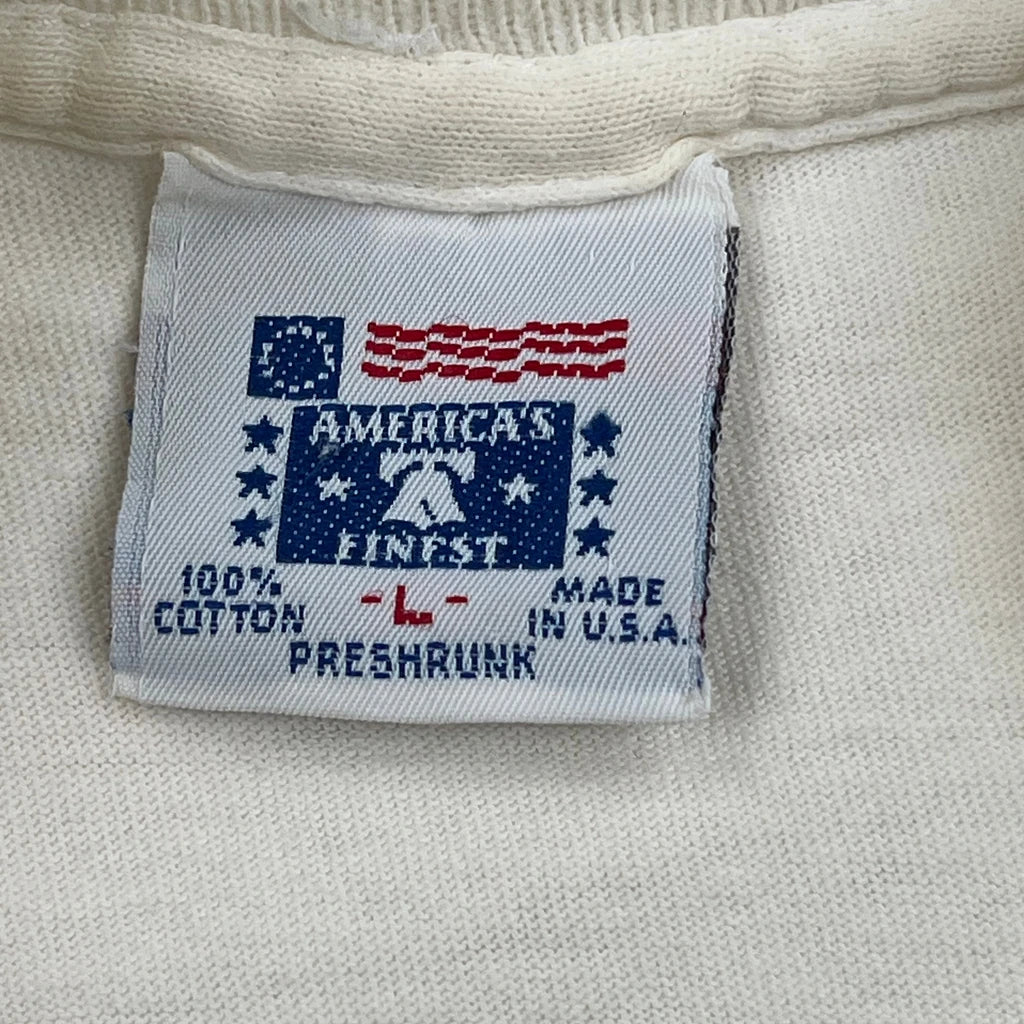 AMERICA'S
FINEST
100%
COTTON
-L-
MADE
IN U.S.A.
PRESHRUNK